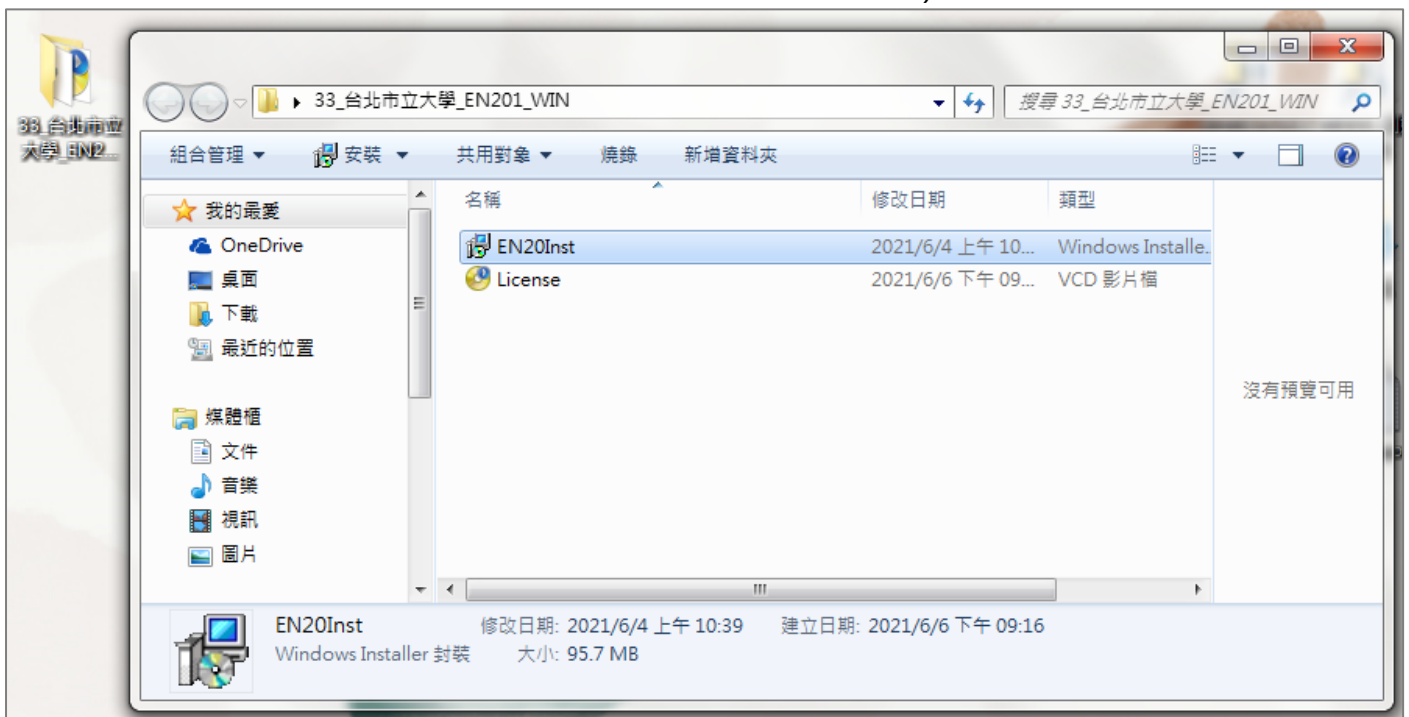 33_台北市立
大學_EN2...
33_台北市立大學_EN201_WIN
搜尋 33_台北市立大學_EN201_WIN
組合管理 安裝 共用對象 燒錄 新增資料夾
我的最愛
OneDrive
桌面
下載
最近的位置
媒體櫃
文件
音樂
視訊
圖片
名稱 修改日期 類型
EN20Inst 2021/6/4 上午 10... Windows Installe..
License 2021/6/6 下午 09... VCD 影片檔
沒有預覽可用
EN20Inst 修改日期: 2021/6/4 上午 10:39 建立日期: 2021/6/6 下午 09:16
Windows Installer 封裝 大小: 95.7 MB